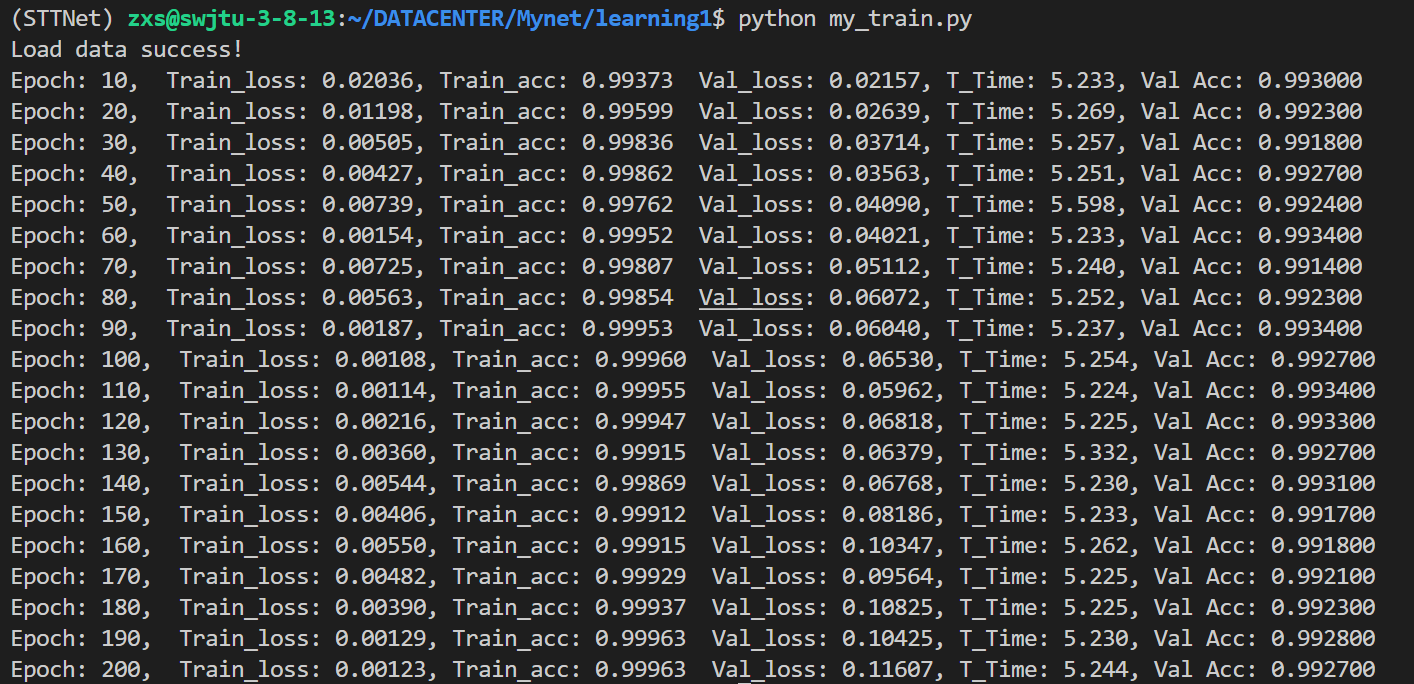 (STTNet) zxs@swjtu-3-8-13:~/DATACENTER/Mynet/learning1$ python my_train.py
Load data success!
Epoch: 10,  Train_loss: 0.02036, Train_acc: 0.99373  Val_loss: 0.02157, T_Time: 5.233, Val Acc: 0.993000
Epoch: 20,  Train_loss: 0.01198, Train_acc: 0.99599  Val_loss: 0.02639, T_Time: 5.269, Val Acc: 0.992300
Epoch: 30,  Train_loss: 0.00505, Train_acc: 0.99836  Val_loss: 0.03714, T_Time: 5.257, Val Acc: 0.991800
Epoch: 40,  Train_loss: 0.00427, Train_acc: 0.99862  Val_loss: 0.03563, T_Time: 5.251, Val Acc: 0.992700
Epoch: 50,  Train_loss: 0.00739, Train_acc: 0.99762  Val_loss: 0.04090, T_Time: 5.598, Val Acc: 0.992400
Epoch: 60,  Train_loss: 0.00154, Train_acc: 0.99952  Val_loss: 0.04021, T_Time: 5.233, Val Acc: 0.993400
Epoch: 70,  Train_loss: 0.00725, Train_acc: 0.99807  Val_loss: 0.05112, T_Time: 5.240, Val Acc: 0.991400
Epoch: 80,  Train_loss: 0.00563, Train_acc: 0.99854  Val_loss: 0.06072, T_Time: 5.252, Val Acc: 0.992300
Epoch: 90,  Train_loss: 0.00187, Train_acc: 0.99953  Val_loss: 0.06040, T_Time: 5.237, Val Acc: 0.993400
Epoch: 100,  Train_loss: 0.00108, Train_acc: 0.99960  Val_loss: 0.06530, T_Time: 5.254, Val Acc: 0.992700
Epoch: 110,  Train_loss: 0.00114, Train_acc: 0.99955  Val_loss: 0.05962, T_Time: 5.224, Val Acc: 0.993400
Epoch: 120,  Train_loss: 0.00216, Train_acc: 0.99947  Val_loss: 0.06818, T_Time: 5.225, Val Acc: 0.993300
Epoch: 130,  Train_loss: 0.00360, Train_acc: 0.99915  Val_loss: 0.06379, T_Time: 5.332, Val Acc: 0.992700
Epoch: 140,  Train_loss: 0.00544, Train_acc: 0.99869  Val_loss: 0.06768, T_Time: 5.230, Val Acc: 0.993100
Epoch: 150,  Train_loss: 0.00406, Train_acc: 0.99912  Val_loss: 0.08186, T_Time: 5.233, Val Acc: 0.991700
Epoch: 160,  Train_loss: 0.00550, Train_acc: 0.99915  Val_loss: 0.10347, T_Time: 5.262, Val Acc: 0.991800
Epoch: 170,  Train_loss: 0.00482, Train_acc: 0.99929  Val_loss: 0.09564, T_Time: 5.225, Val Acc: 0.992100
Epoch: 180,  Train_loss: 0.00390, Train_acc: 0.99937  Val_loss: 0.10825, T_Time: 5.225, Val Acc: 0.992300
Epoch: 190,  Train_loss: 0.00129, Train_acc: 0.99963  Val_loss: 0.10425, T_Time: 5.230, Val Acc: 0.992800
Epoch: 200,  Train_loss: 0.00123, Train_acc: 0.99963  Val_loss: 0.11607, T_Time: 5.244, Val Acc: 0.992700